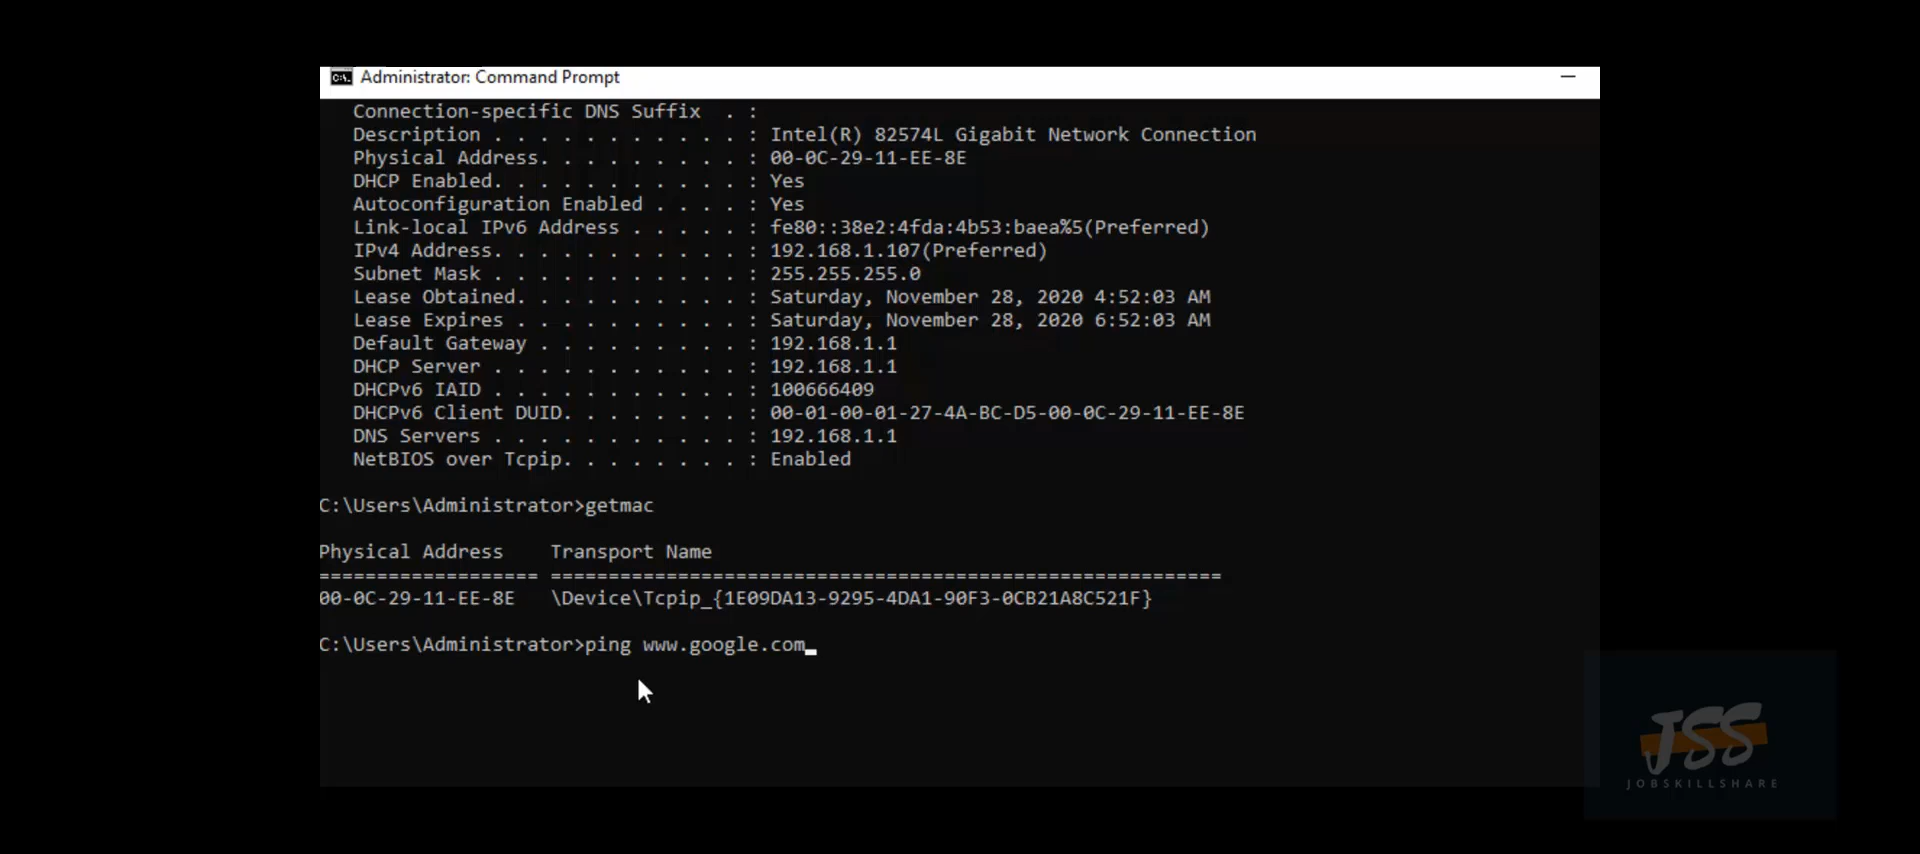 Administrator: Command Prompt
Connection-specific DNS Suffix  . :
Description . . . . . . . . . . . : Intel(R) 82574L Gigabit Network Connection
Physical Address. . . . . . . . . : 00-0C-29-11-EE-8E
DHCP Enabled. . . . . . . . . . . : Yes
Autoconfiguration Enabled . . . . : Yes
Link-local IPv6 Address . . . . . : fe80::38e2:4fda:4b53:baea%5(Preferred)
IPv4 Address. . . . . . . . . . . : 192.168.1.107(Preferred)
Subnet Mask . . . . . . . . . . . : 255.255.255.0
Lease Obtained. . . . . . . . . . : Saturday, November 28, 2020 4:52:03 AM
Lease Expires . . . . . . . . . . : Saturday, November 28, 2020 6:52:03 AM
Default Gateway . . . . . . . . . : 192.168.1.1
DHCP Server . . . . . . . . . . . : 192.168.1.1
DHCPv6 IAID . . . . . . . . . . . : 100666409
DHCPv6 Client DUID. . . . . . . . : 00-01-00-01-27-4A-BC-D5-00-0C-29-11-EE-8E
DNS Servers . . . . . . . . . . . : 192.168.1.1
NetBIOS over Tcpip. . . . . . . . : Enabled
C:\Users\Administrator>getmac
Physical Address    Transport Name
=================== ==========================================================
00-0C-29-11-EE-8E   \Device\Tcpip_{1E09DA13-9295-4DA1-90F3-0CB21A8C521F}
C:\Users\Administrator>ping www.google.com
JSS
JOBSKILLSHARE